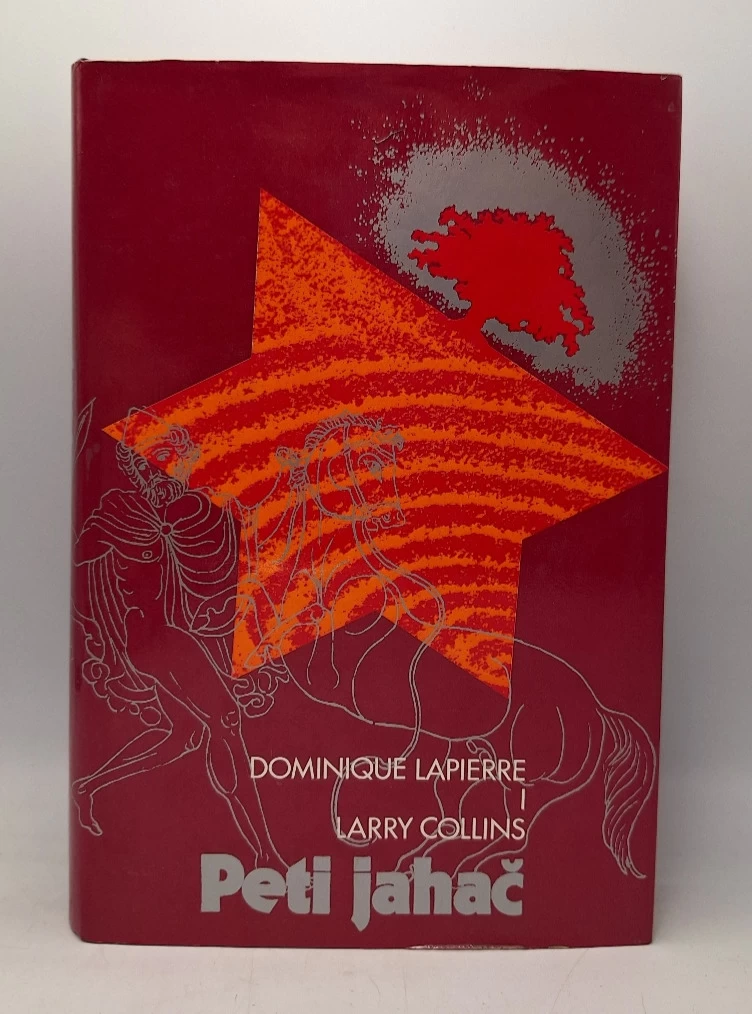 DOMINIQUE LAPIERRE
I
LARRY COLLINS
Peti jahač